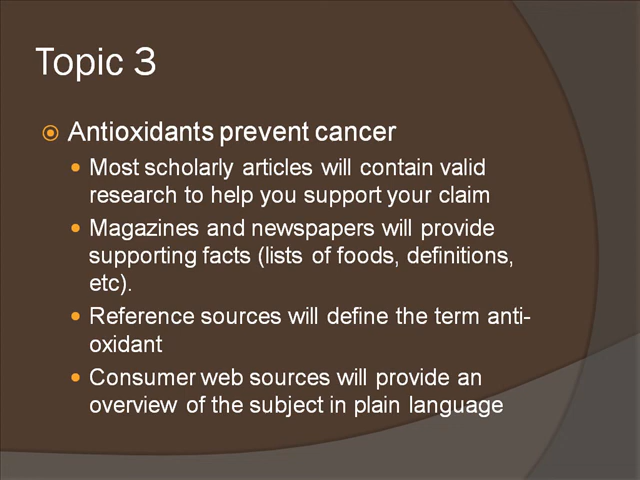 Topic 3
Antioxidants prevent cancer
Most scholarly articles will contain valid
research to help you support your claim
Magazines and newspapers will provide
supporting facts (lists of foods, definitions,
etc).
Reference sources will define the term anti-
oxidant
Consumer web sources will provide an
overview of the subject in plain language